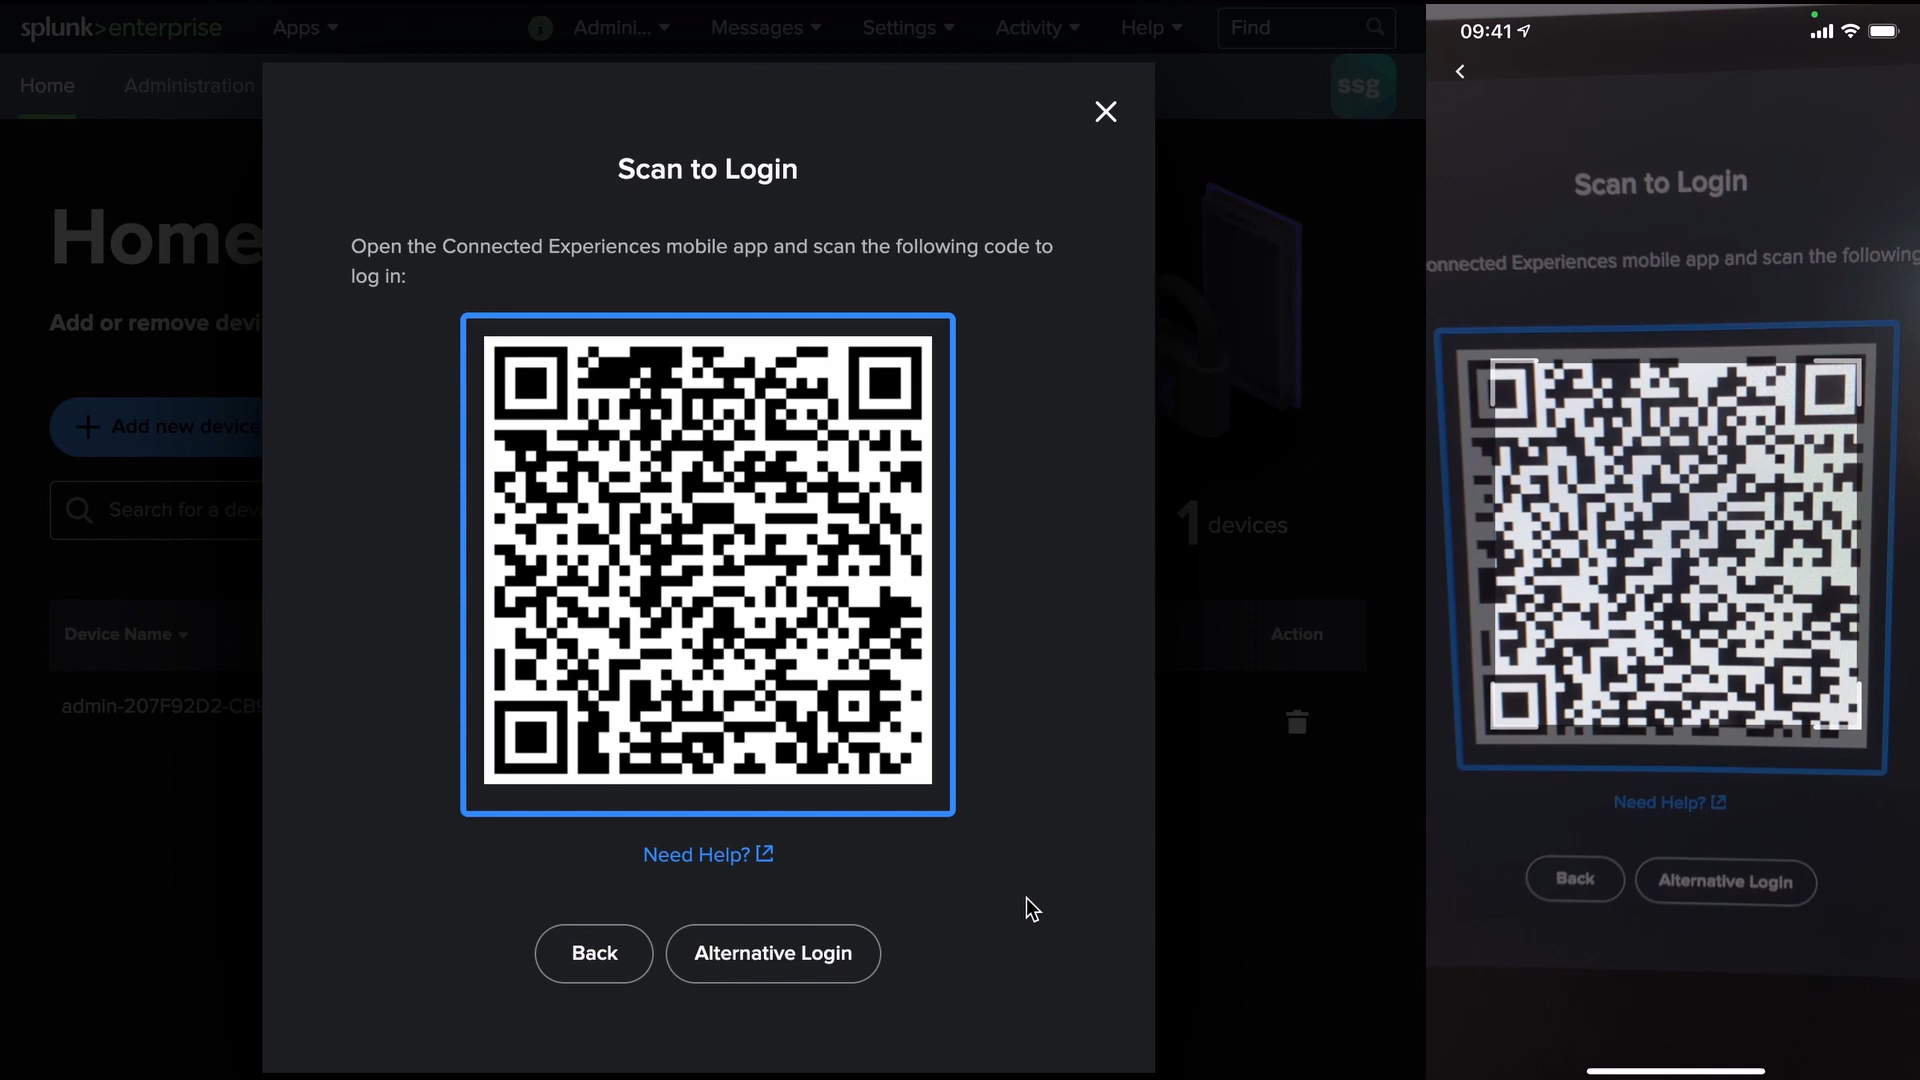 splunk>enterprise
Apps
i
Admini...
Messages
Settings
Activity
Help
Find
Home
Administration
ssg
Home
Add or remove devi
Add new device
Search for a devi
Device Name
admin-207F92D2-CB9
Scan to Login
Open the Connected Experiences mobile app and scan the following code to
log in:
Need Help?
Back
Alternative Login
1 devices
Action
09:41
Scan to Login
onnected Experiences mobile app and scan the following
Need Help?
Back
Alternative Login